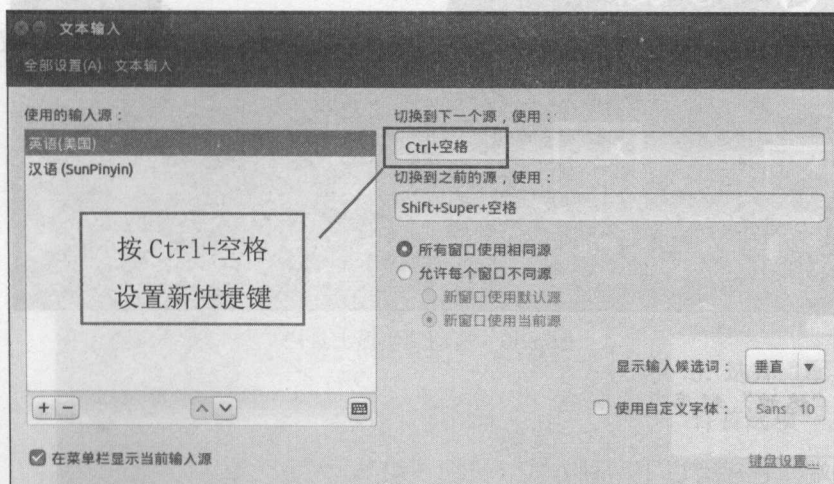 文本输入
全部设置(A) 文本输入
使用的输入源：
英语(美国)
汉语 (SunPinyin)
按 Ctrl+空格
设置新快捷键
在菜单栏显示当前输入源
切换到下一个源，使用：
Ctrl+空格
切换到之前的源，使用：
Shift+Super+空格
所有窗口使用相同源
允许每个窗口不同源
新窗口使用默认源
新窗口使用当前源
显示输入候选词： 垂直
使用自定义字体： Sans 10
键盘设置...